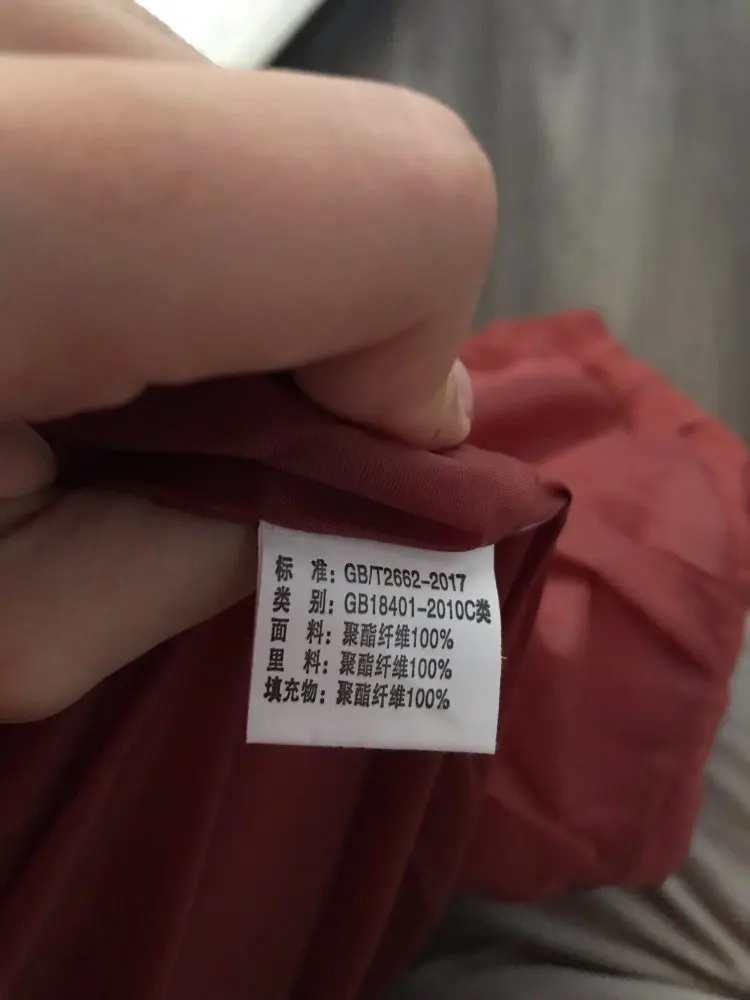 标 准：GB/T2662-2017
类 别：GB18401-2010C类
面 料：聚酯纤维100%
里 料：聚酯纤维100%
填充物：聚酯纤维100%